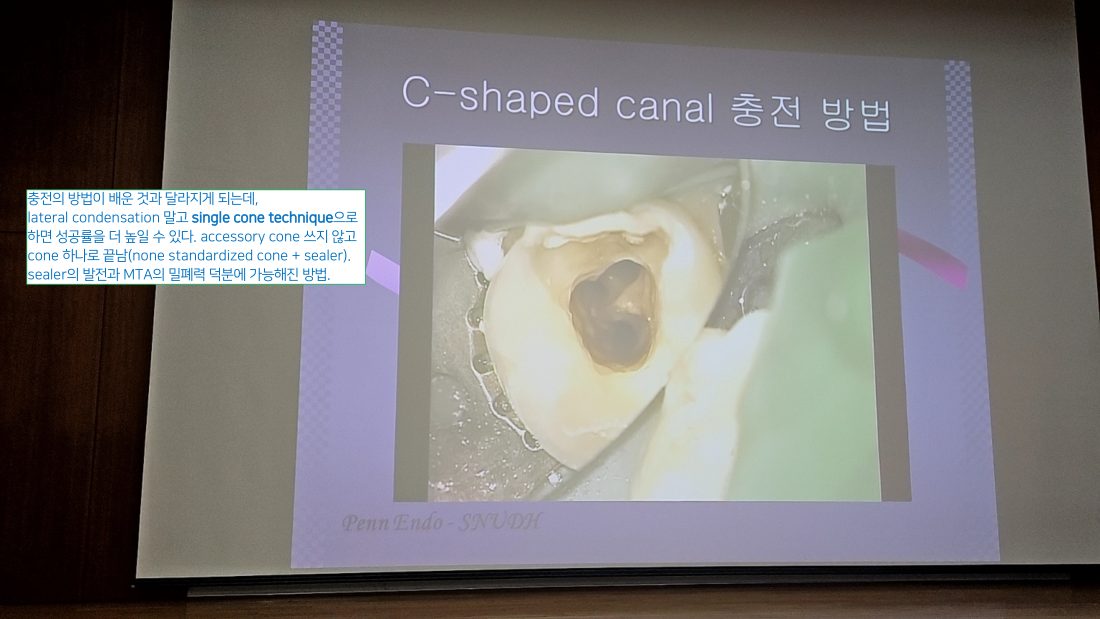 C-shaped canal 충전 방법
충전의 방법이 배운 것과 달라지게 되는데,
lateral condensation 말고 single cone technique으로
하면 성공률을 더 높일 수 있다. accessory cone 쓰지 않고
cone 하나로 끝남(none standardized cone + sealer).
sealer의 발전과 MTA의 밀폐력 덕분에 가능해진 방법.
Penn Endo - SNUDH